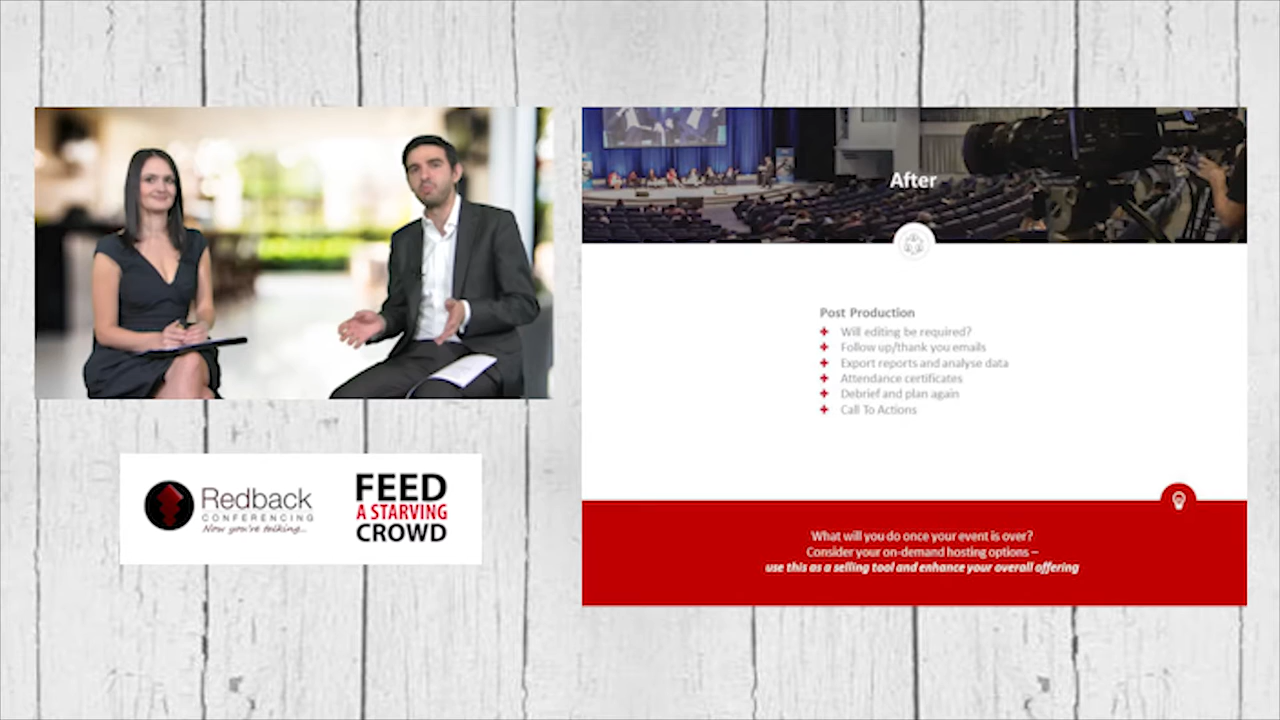 Redback
CONFERENCING
Now you're talking...
FEED
A STARVING
CROWD
After
Post Production
Will editing be required?
Follow up/thank you emails
Export reports and analyse data
Attendance certificates
Debrief and plan again
Call To Actions
What will you do once your event is over?
Consider your on-demand hosting options –
use this as a selling tool and enhance your overall offering